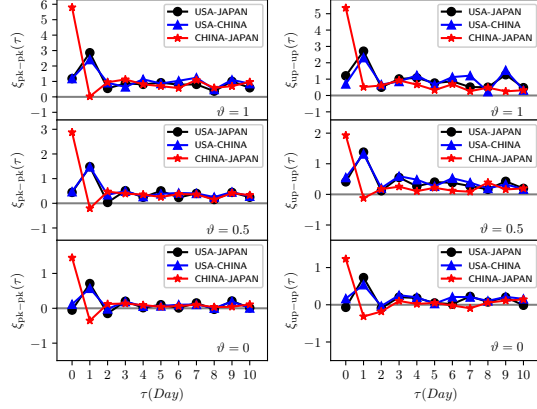 6
5
4
3
2
1
0
−1
ξpk−pk(τ)
USA-JAPAN
USA-CHINA
CHINA-JAPAN
ϑ = 1
5
4
3
2
1
0
−1
ξup−up(τ)
USA-JAPAN
USA-CHINA
CHINA-JAPAN
ϑ = 1
3
2
1
0
−1
ξpk−pk(τ)
USA-JAPAN
USA-CHINA
CHINA-JAPAN
ϑ = 0.5
2
1
0
−1
ξup−up(τ)
USA-JAPAN
USA-CHINA
CHINA-JAPAN
ϑ = 0.5
1
0
−1
ξpk−pk(τ)
USA-JAPAN
USA-CHINA
CHINA-JAPAN
ϑ = 0
0 1 2 3 4 5 6 7 8 9 10
τ(Day)
1
0
−1
ξup−up(τ)
USA-JAPAN
USA-CHINA
CHINA-JAPAN
ϑ = 0
0 1 2 3 4 5 6 7 8 9 10
τ(Day)